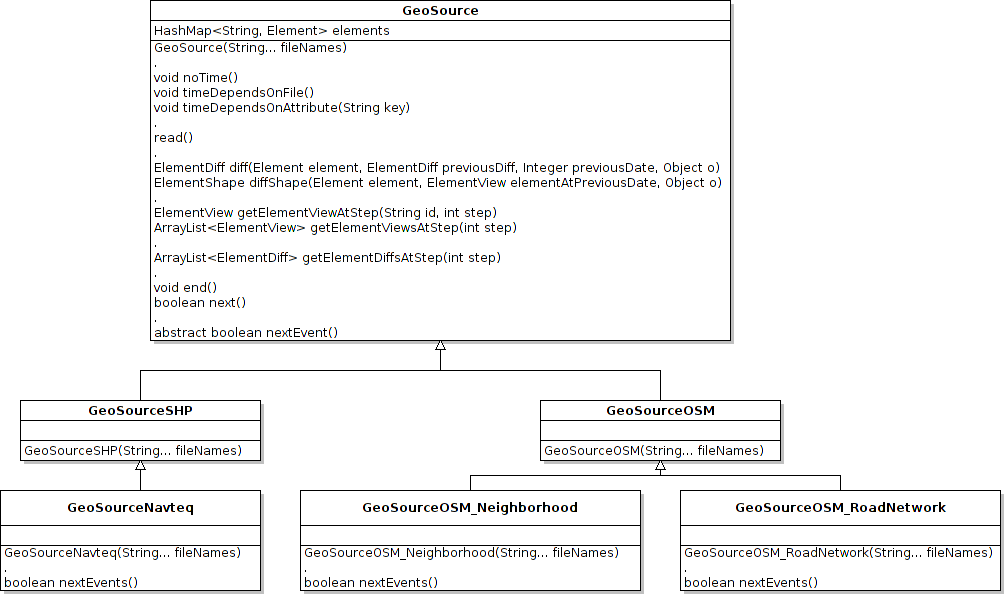 GeoSource
HashMap<String, Element> elements
GeoSource(String... fileNames)
.
void noTime()
void timeDependsOnFile()
void timeDependsOnAttribute(String key)
.
read()
.
ElementDiff diff(Element element, ElementDiff previousDiff, Integer previousDate, Object o)
ElementShape diffShape(Element element, ElementView elementAtPreviousDate, Object o)
.
ElementView getElementViewAtStep(String id, int step)
ArrayList<ElementView> getElementViewsAtStep(int step)
.
ArrayList<ElementDiff> getElementDiffsAtStep(int step)
.
void end()
boolean next()
.
abstract boolean nextEvent()
GeoSourceSHP
GeoSourceSHP(String... fileNames)
GeoSourceOSM
GeoSourceOSM(String... fileNames)
GeoSourceNavteq
GeoSourceNavteq(String... fileNames)
.
boolean nextEvents()
GeoSourceOSM_Neighborhood
GeoSourceOSM_Neighborhood(String... fileNames)
.
boolean nextEvents()
GeoSourceOSM_RoadNetwork
GeoSourceOSM_RoadNetwork(String... fileNames)
.
boolean nextEvents()